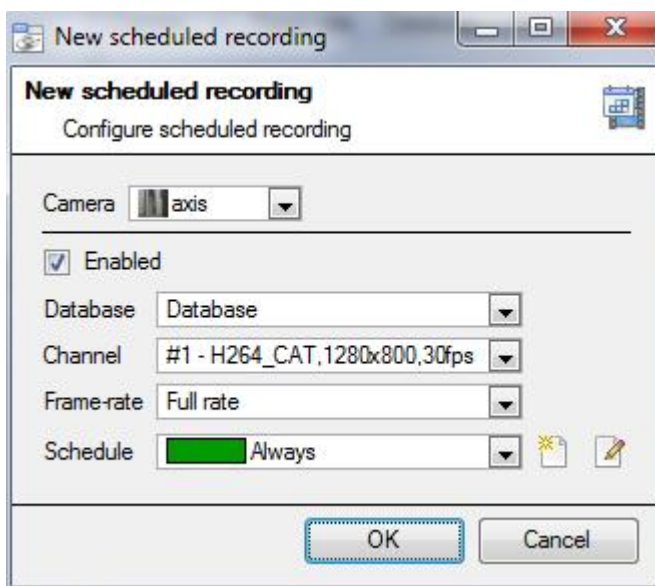 New scheduled recording
New scheduled recording
Configure scheduled recording
Camera axis
Enabled
Database Database
Channel #1 - H264_CAT,1280x800,30fps
Frame-rate Full rate
Schedule Always
OK Cancel